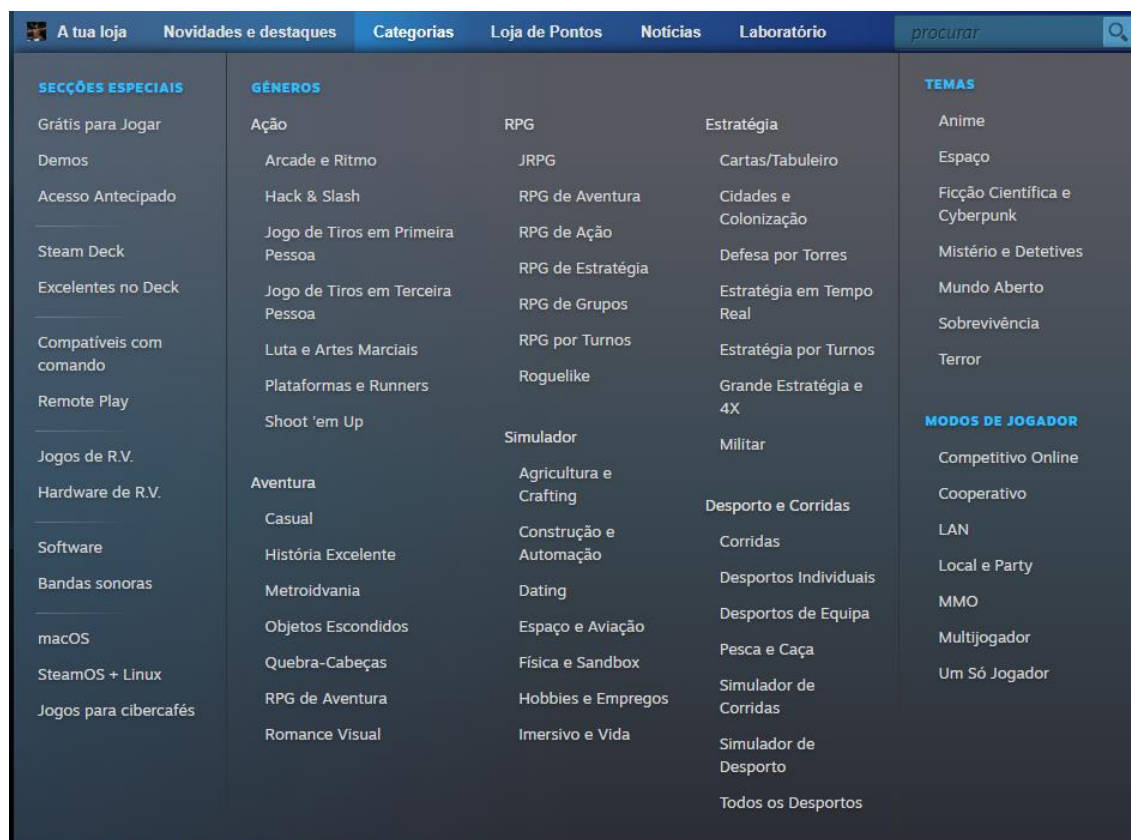 A tua loja Novidades e destaques Categorias Loja de Pontos Notícias Laboratório procurar
SECÇÕES ESPECIAIS
Grátis para Jogar
Demos
Acesso Antecipado
Steam Deck
Excelentes no Deck
Compatíveis com
comando
Remote Play
Jogos de R.V.
Hardware de R.V.
Software
Bandas sonoras
macOS
SteamOS + Linux
Jogos para cibercafés
GÉNEROS
Ação
Arcade e Ritmo
Hack & Slash
Jogo de Tiros em Primeira
Pessoa
Jogo de Tiros em Terceira
Pessoa
Luta e Artes Marciais
Plataformas e Runners
Shoot 'em Up
Aventura
Casual
História Excelente
Metroidvania
Objetos Escondidos
Quebra-Cabeças
RPG de Aventura
Romance Visual
RPG
JRPG
RPG de Aventura
RPG de Ação
RPG de Estratégia
RPG de Grupos
RPG por Turnos
Roguelike
Simulador
Agricultura e
Crafting
Construção e
Automação
Dating
Espaço e Aviação
Física e Sandbox
Hobbies e Empregos
Imersivo e Vida
Estratégia
Cartas/Tabuleiro
Cidades e
Colonização
Defesa por Torres
Estratégia em Tempo
Real
Estratégia por Turnos
Grande Estratégia e
4X
Militar
Desporto e Corridas
Corridas
Desportos Individuais
Desportos de Equipa
Pesca e Caça
Simulador de
Corridas
Simulador de
Desporto
Todos os Desportos
TEMAS
Anime
Espaço
Ficção Científica e
Cyberpunk
Mistério e Detetives
Mundo Aberto
Sobrevivência
Terror
MODOS DE JOGADOR
Competitivo Online
Cooperativo
LAN
Local e Party
MMO
Multijogador
Um Só Jogador